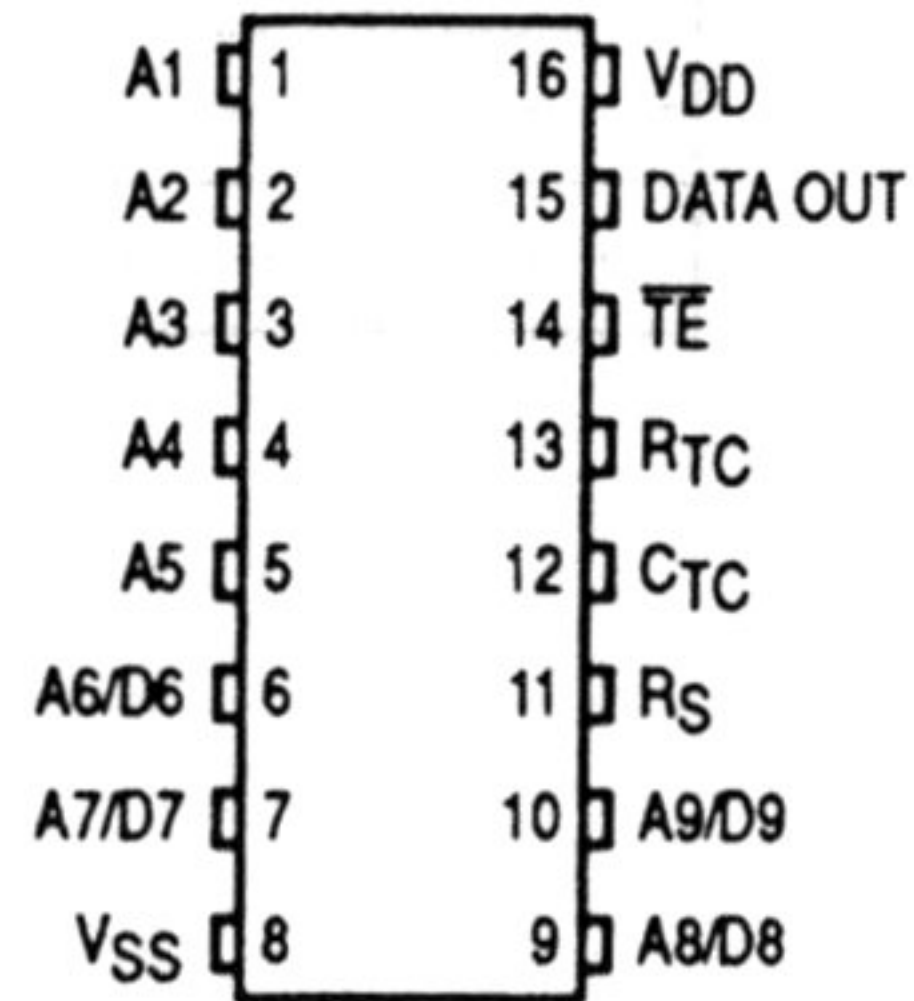 A1 1 16 VDD
A2 2 15 DATA OUT
A3 3 14 T̅E̅
A4 4 13 RTC
A5 5 12 CTC
A6/D6 6 11 RS
A7/D7 7 10 A9/D9
VSS 8 9 A8/D8